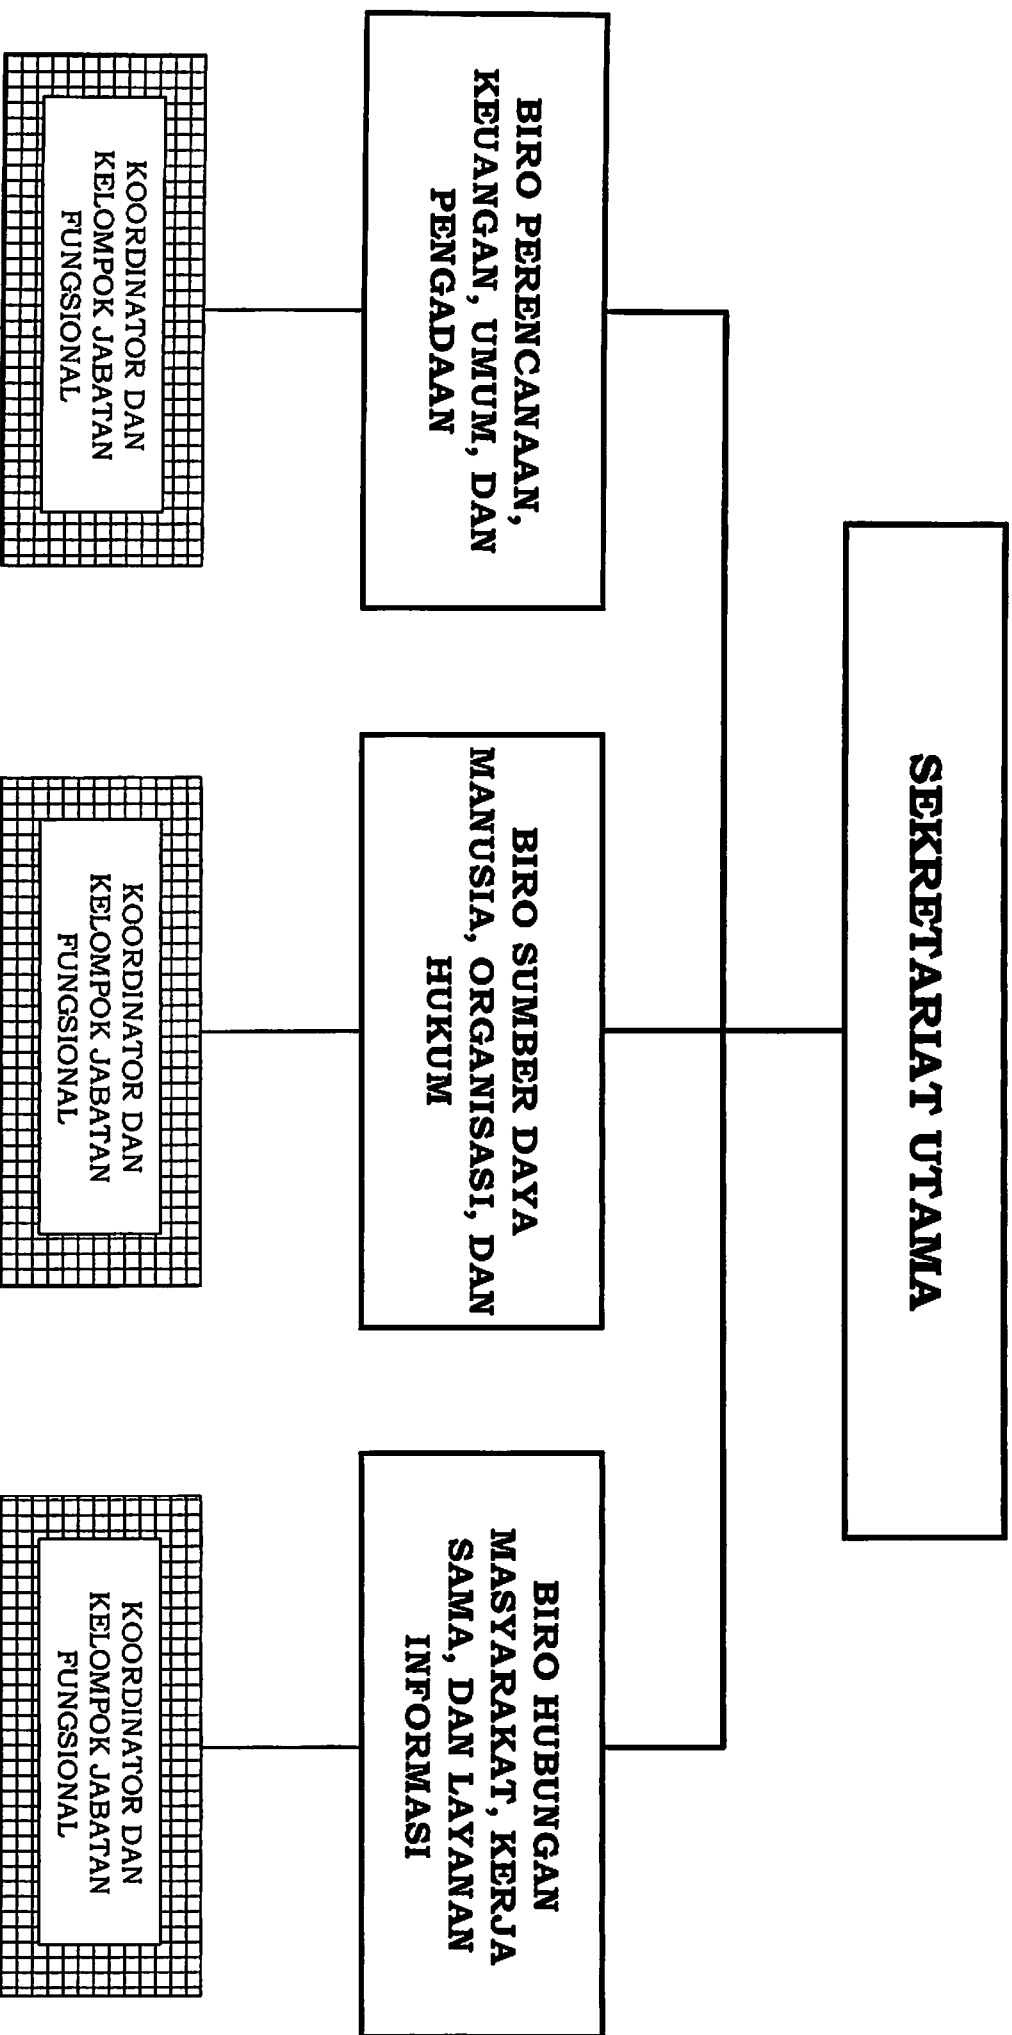 SEKRETARIAT UTAMA
BIRO PERENCANAAN,
KEUANGAN, UMUM, DAN
PENGADAAN
BIRO SUMBER DAYA
MANUSIA, ORGANISASI, DAN
HUKUM
BIRO HUBUNGAN
MASYARAKAT, KERJA
SAMA, DAN LAYANAN
INFORMASI
KOORDINATOR DAN
KELOMPOK JABATAN
FUNGSIONAL
KOORDINATOR DAN
KELOMPOK JABATAN
FUNGSIONAL
KOORDINATOR DAN
KELOMPOK JABATAN
FUNGSIONAL